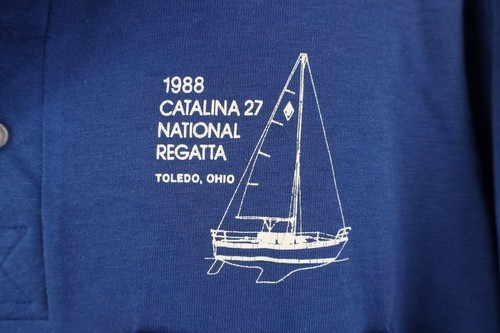 1988
CATALINA 27
NATIONAL
REGATTA
TOLEDO, OHIO